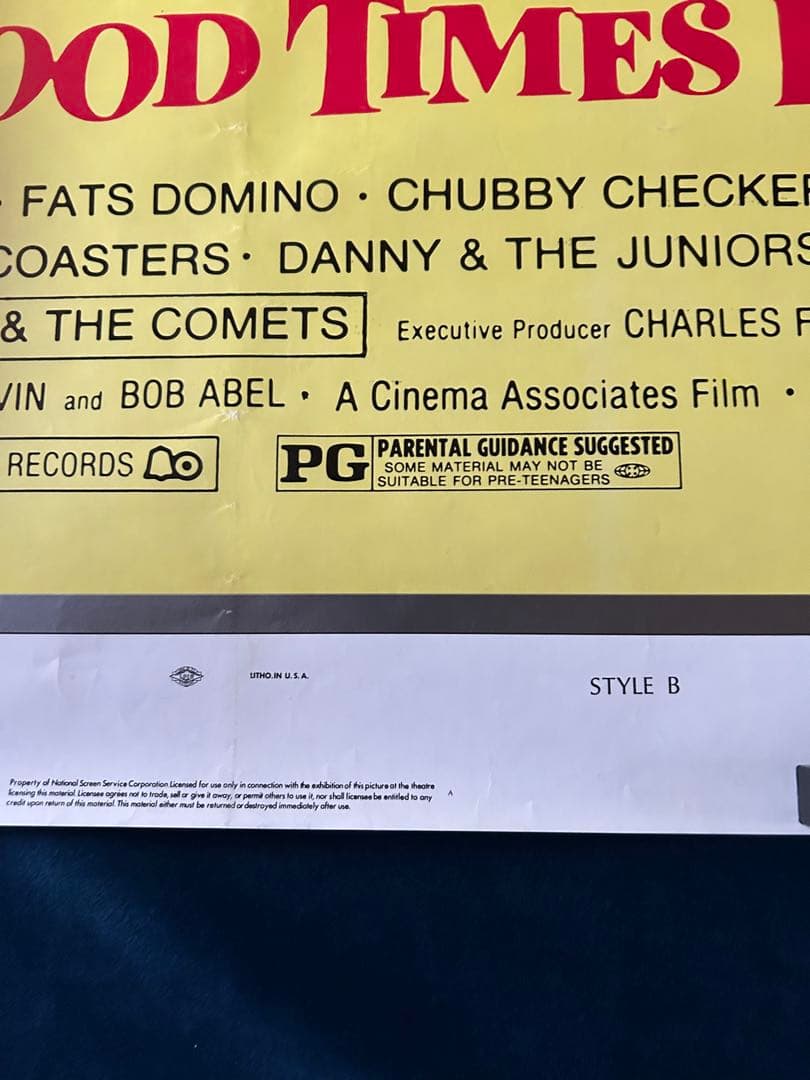 OOD TIMES
· FATS DOMINO · CHUBBY CHECKER
COASTERS · DANNY & THE JUNIORS
& THE COMETS Executive Producer CHARLES F
VIN and BOB ABEL · A Cinema Associates Film ·
RECORDS
PG PARENTAL GUIDANCE SUGGESTED
SOME MATERIAL MAY NOT BE
SUITABLE FOR PRE-TEENAGERS
LITHO. IN U. S. A.
STYLE B
Property of National Screen Service Corporation Licensed for use only in connection with the exhibition of this picture at the theatre
licensing this material. Licensee agrees not to trade, sell or give it away, or permit others to use it, nor shall licensee be entitled to any
credit upon return of this material. This material either must be returned or destroyed immediately after use.
A